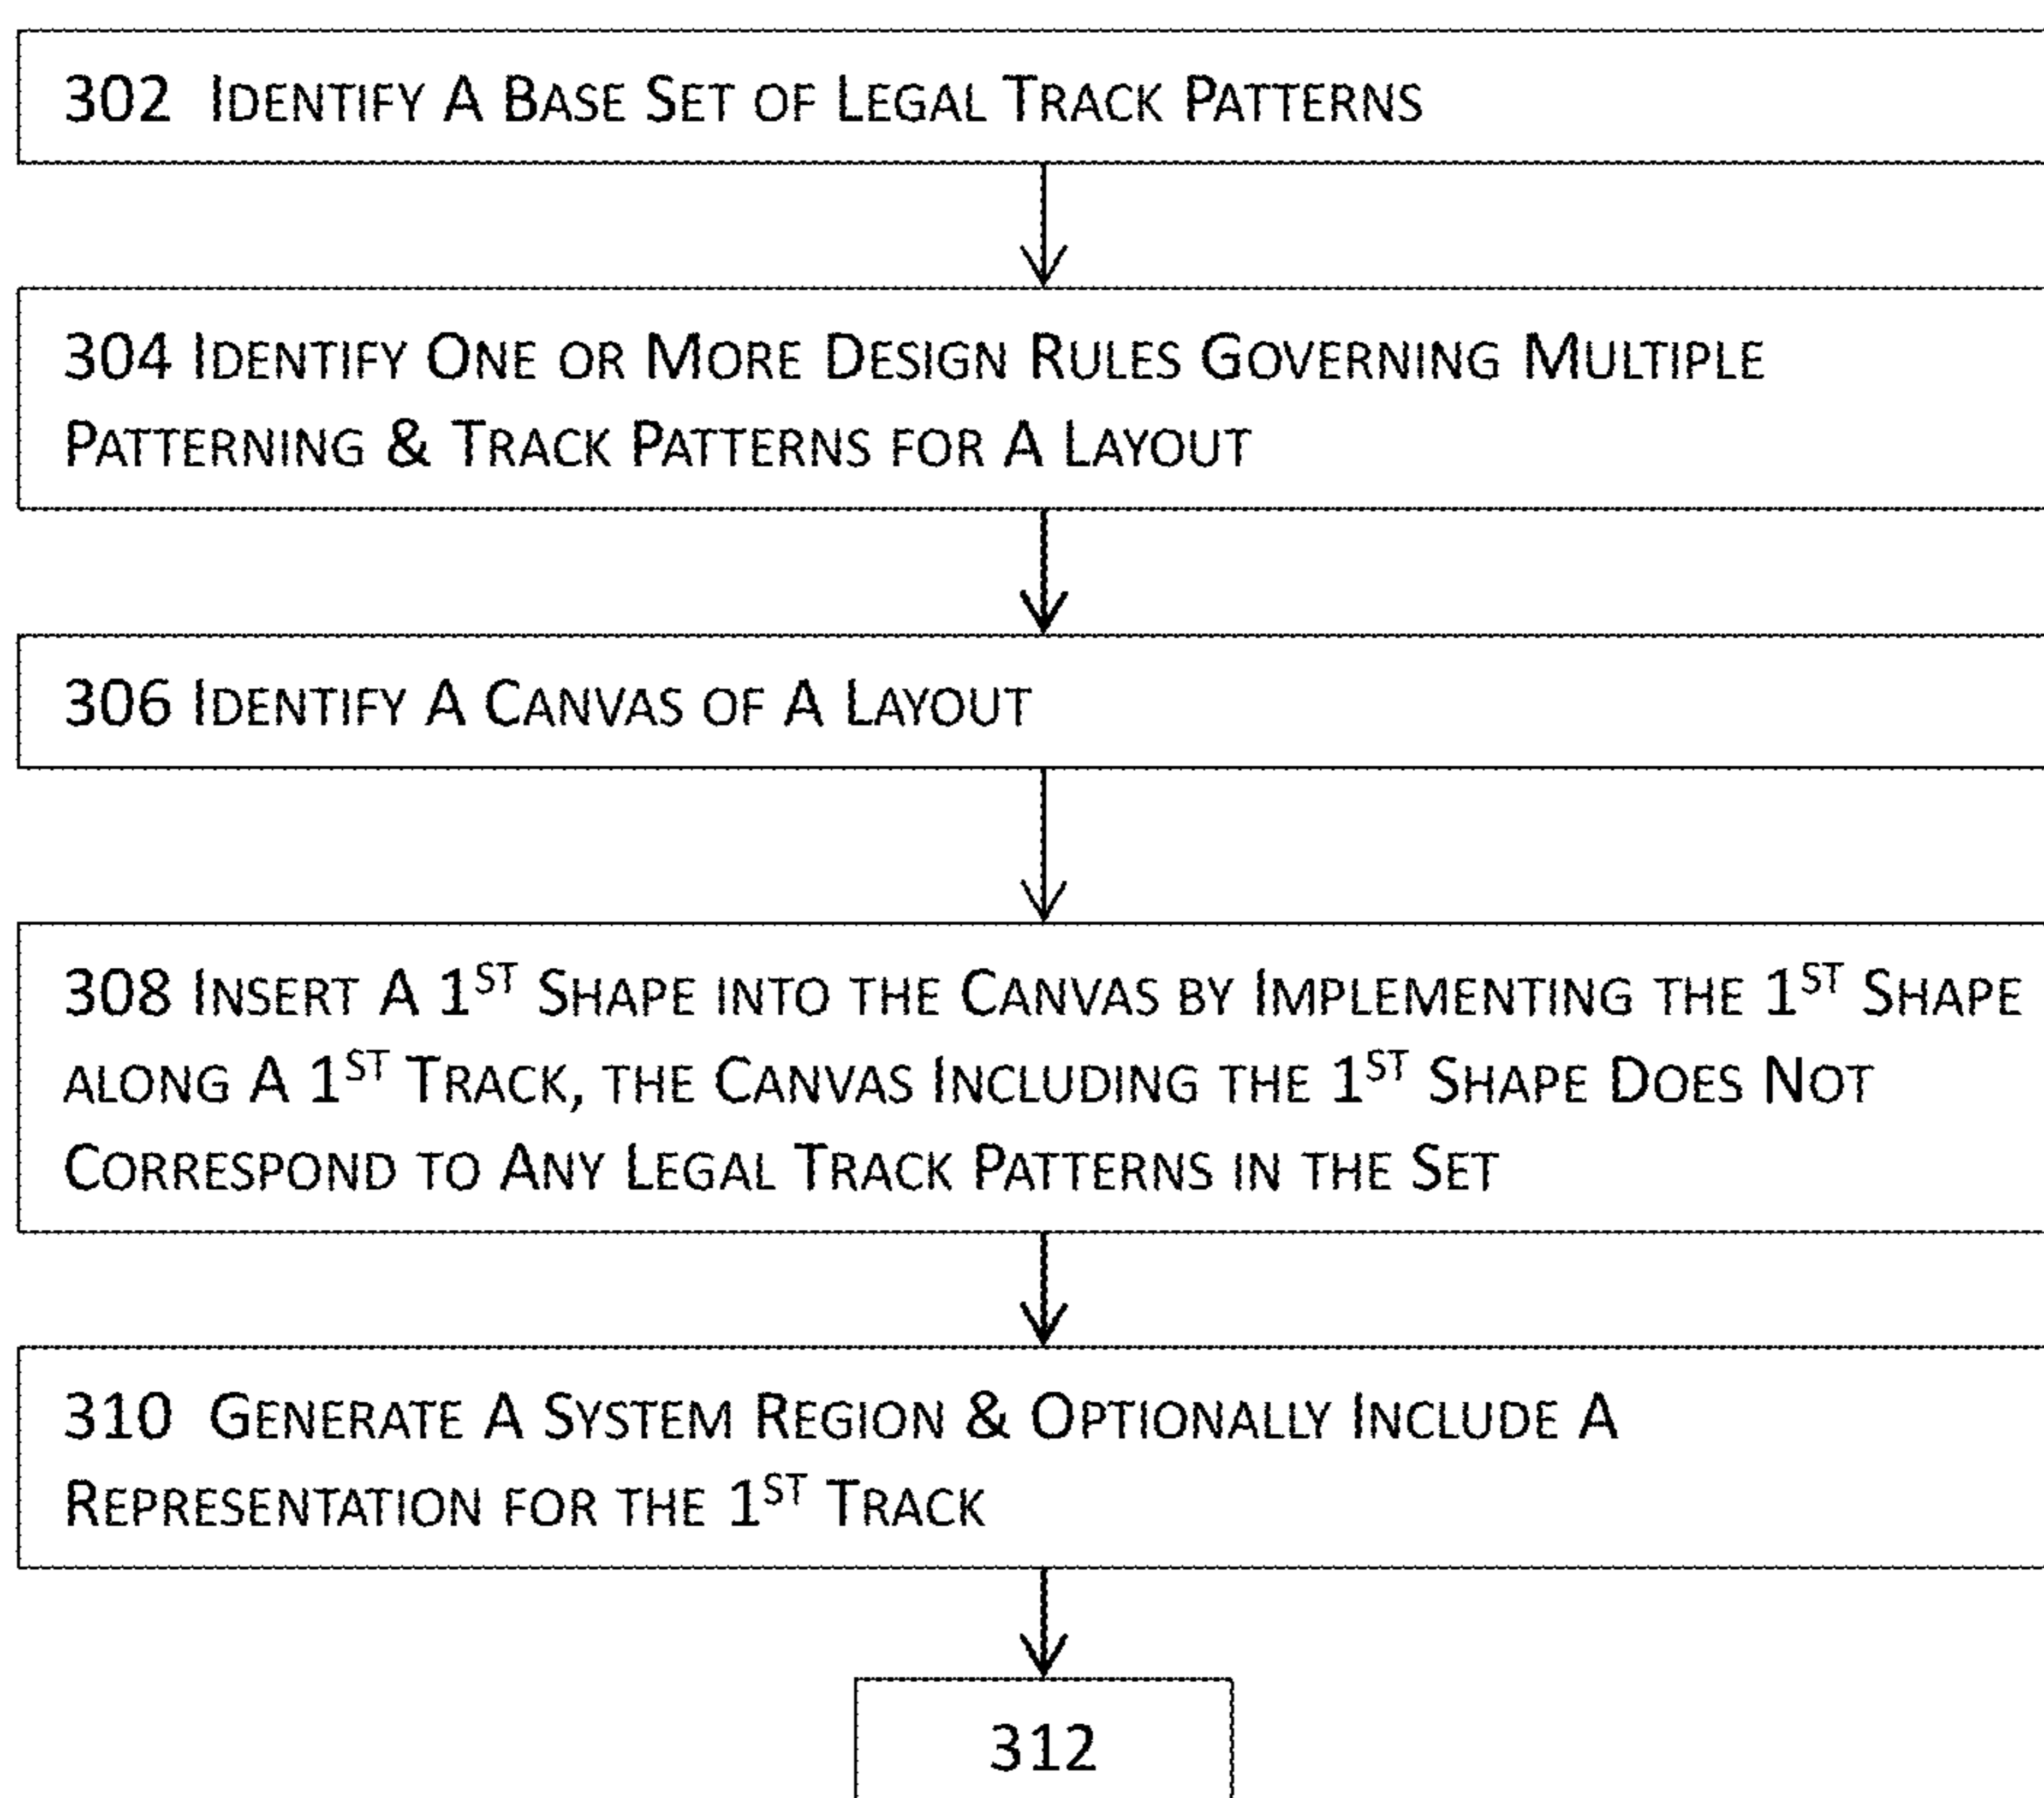 302 Identify A Base Set of Legal Track Patterns
304 Identify One or More Design Rules Governing Multiple
Patterning & Track Patterns for A Layout
306 Identify A Canvas of A Layout
308 Insert A 1st Shape into the Canvas by Implementing the 1st Shape
along A 1st Track, the Canvas Including the 1st Shape Does Not
Correspond to Any Legal Track Patterns in the Set
310 Generate A System Region & Optionally Include A
Representation for the 1st Track
312